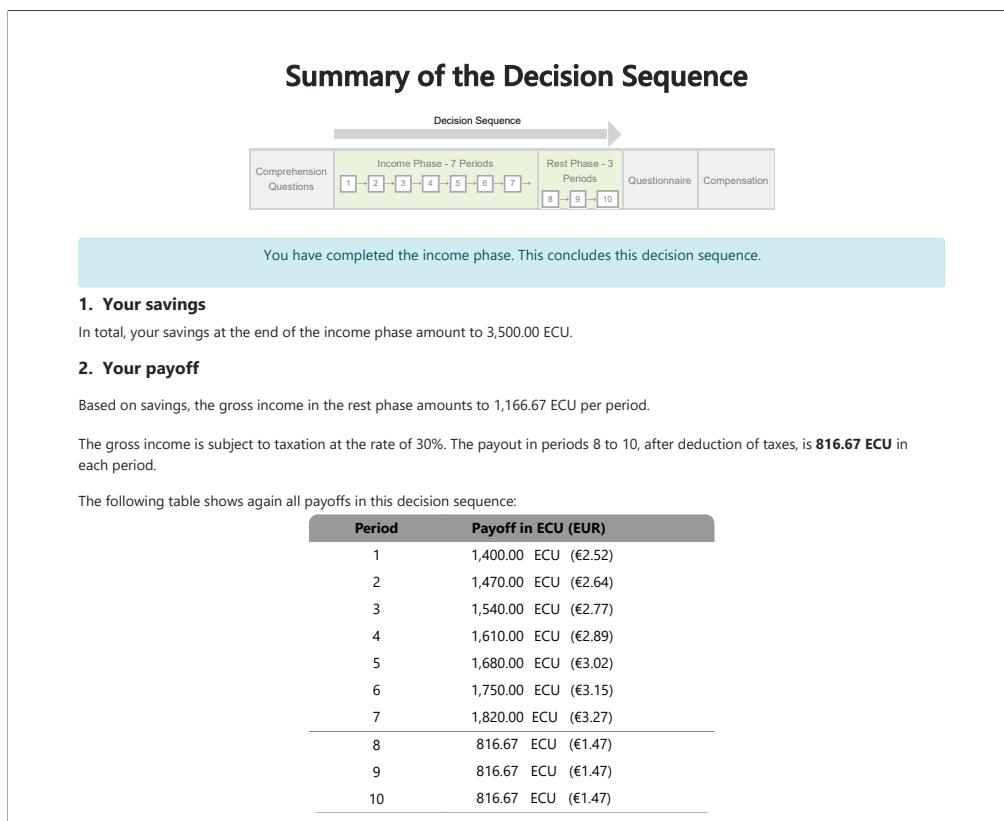 Summary of the Decision Sequence
Decision Sequence
Comprehension
Questions
Income Phase - 7 Periods
1 → 2 → 3 → 4 → 5 → 6 → 7 →
Rest Phase - 3
Periods
8 → 9 → 10
Questionnaire
Compensation
You have completed the income phase. This concludes this decision sequence.
1. Your savings
In total, your savings at the end of the income phase amount to 3,500.00 ECU.
2. Your payoff
Based on savings, the gross income in the rest phase amounts to 1,166.67 ECU per period.
The gross income is subject to taxation at the rate of 30%. The payout in periods 8 to 10, after deduction of taxes, is 816.67 ECU in
each period.
The following table shows again all payoffs in this decision sequence:
Period Payoff in ECU (EUR)
1 1,400.00 ECU (€2.52)
2 1,470.00 ECU (€2.64)
3 1,540.00 ECU (€2.77)
4 1,610.00 ECU (€2.89)
5 1,680.00 ECU (€3.02)
6 1,750.00 ECU (€3.15)
7 1,820.00 ECU (€3.27)
8 816.67 ECU (€1.47)
9 816.67 ECU (€1.47)
10 816.67 ECU (€1.47)